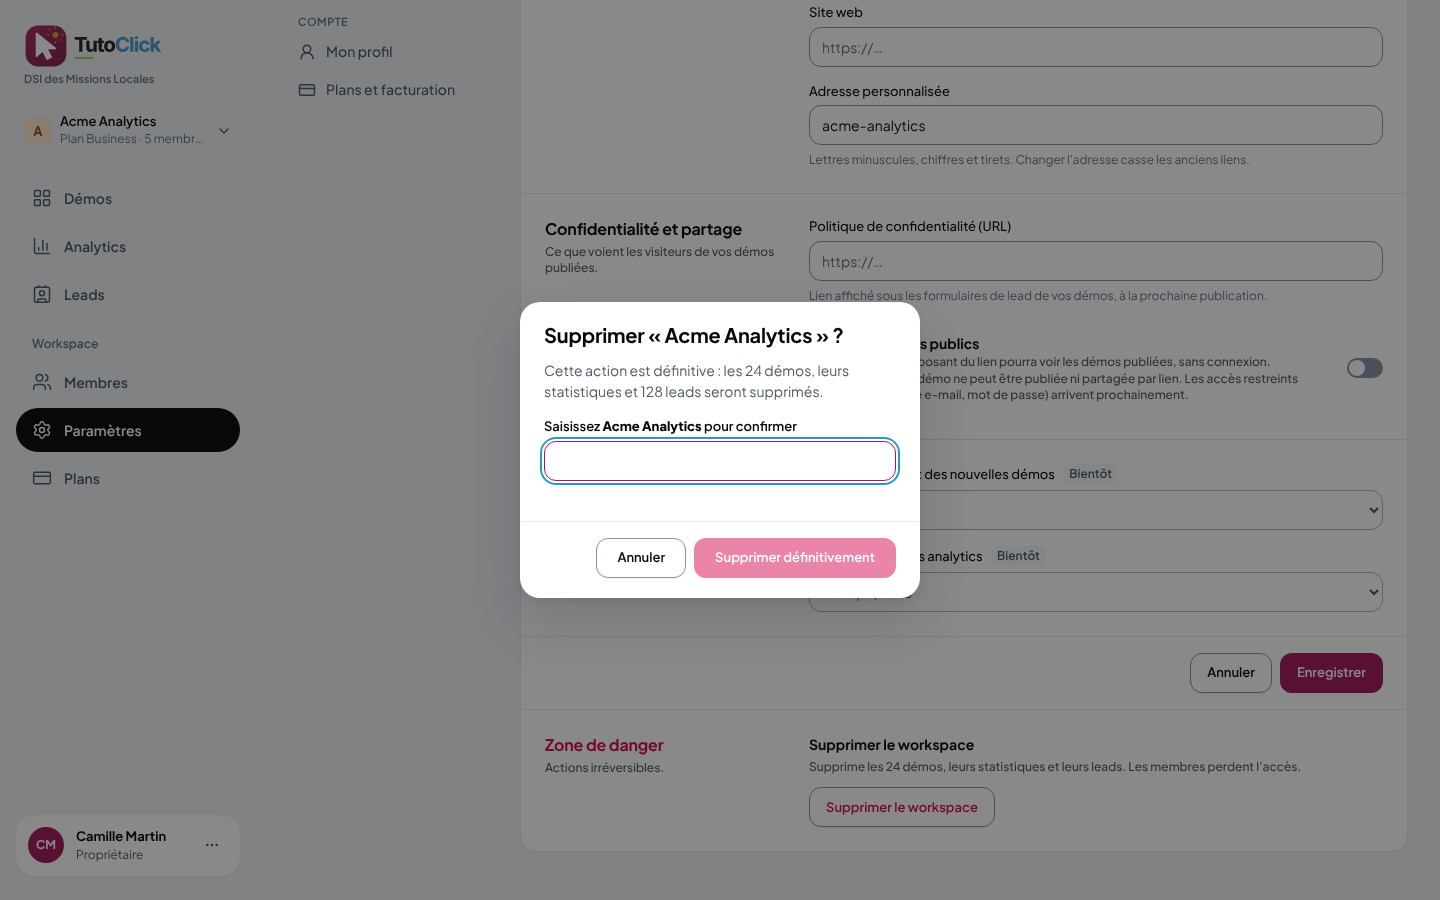 TutoClick
DSI des Missions Locales
A
Acme Analytics
Plan Business · 5 membr...
Démos
Analytics
Leads
Workspace
Membres
Paramètres
Plans
CM
Camille Martin
Propriétaire
COMPTE
Mon profil
Plans et facturation
Site web
https://...
Adresse personnalisée
acme-analytics
Lettres minuscules, chiffres et tirets. Changer l'adresse casse les anciens liens.
Confidentialité et partage
Ce que voient les visiteurs de vos démos
publiées.
Politique de confidentialité (URL)
https://...
Lien affiché sous les formulaires de lead de vos démos, à la prochaine publication.
publics
du lien pourra voir les démos publiées, sans connexion.
démo ne peut être publiée ni partagée par lien. Les accès restreints
e-mail, mot de passe) arrivent prochainement.
des nouvelles démos
Bientôt
analytics
Bientôt
Supprimer « Acme Analytics » ?
Cette action est définitive : les 24 démos, leurs
statistiques et 128 leads seront supprimés.
Saisissez Acme Analytics pour confirmer
Annuler
Supprimer définitivement
Annuler
Enregistrer
Zone de danger
Actions irréversibles.
Supprimer le workspace
Supprime les 24 démos, leurs statistiques et leurs leads. Les membres perdent l'accès.
Supprimer le workspace